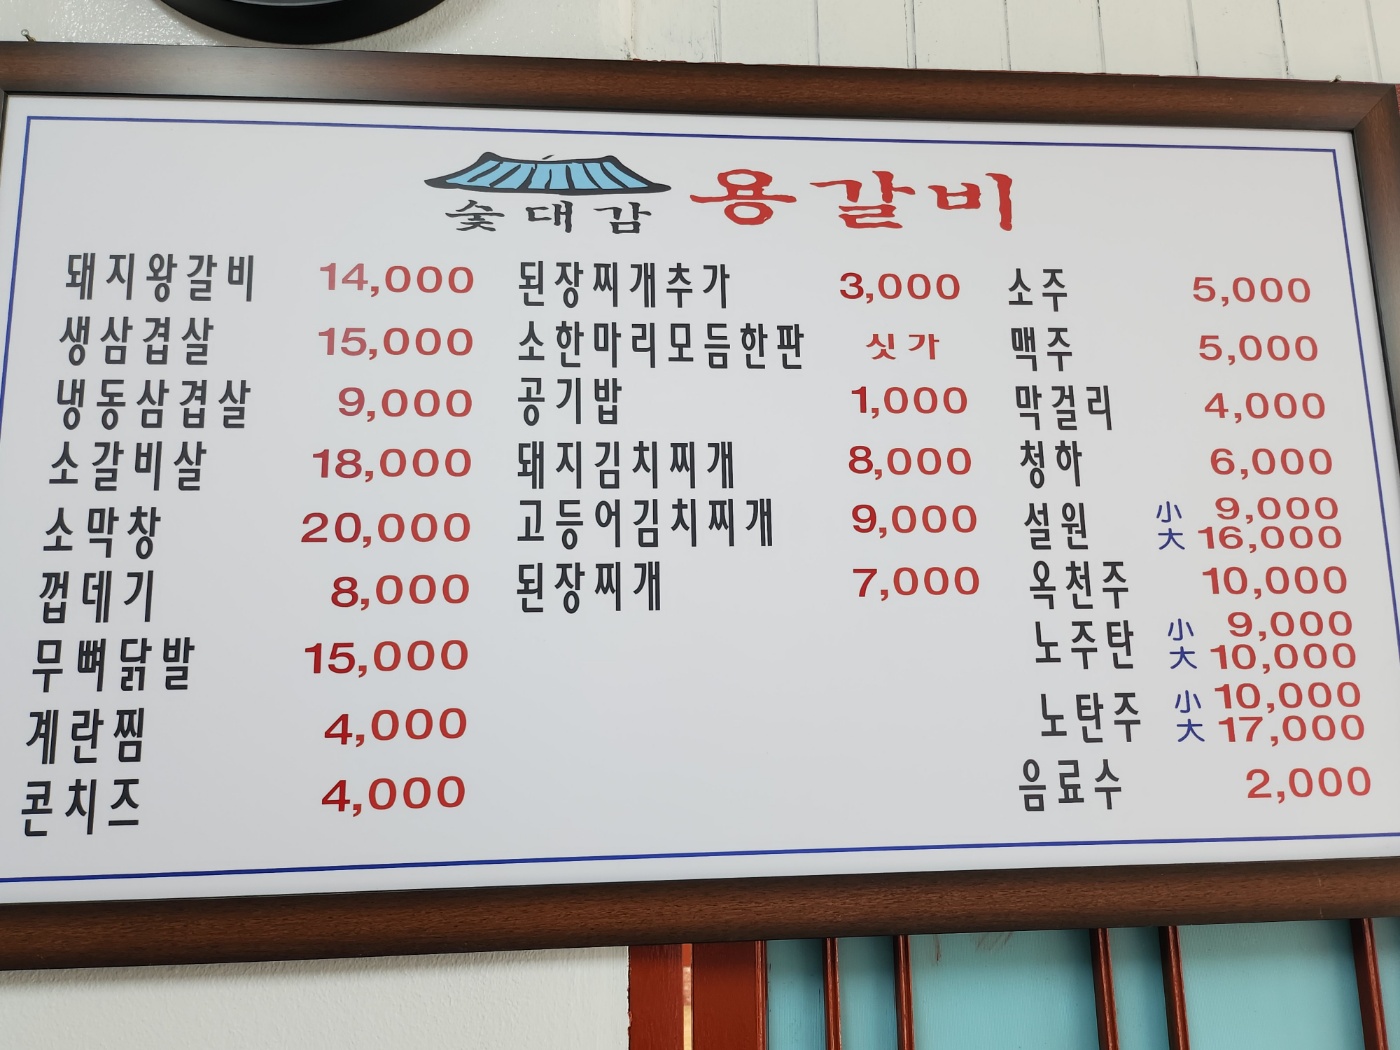 숯대감 용갈비
돼지왕갈비 14,000
생삼겹살 15,000
냉동삼겹살 9,000
소갈비살 18,000
소막창 20,000
껍데기 8,000
무뼈닭발 15,000
계란찜 4,000
콘치즈 4,000
된장찌개추가 3,000
소한마리모듬한판 싯가
공기밥 1,000
돼지김치찌개 8,000
고등어김치찌개 9,000
된장찌개 7,000
소주 5,000
맥주 5,000
막걸리 4,000
청하 6,000
설원 小 9,000
大 16,000
옥천주 10,000
노주탄 小 9,000
大 10,000
노탄주 小 10,000
大 17,000
음료수 2,000